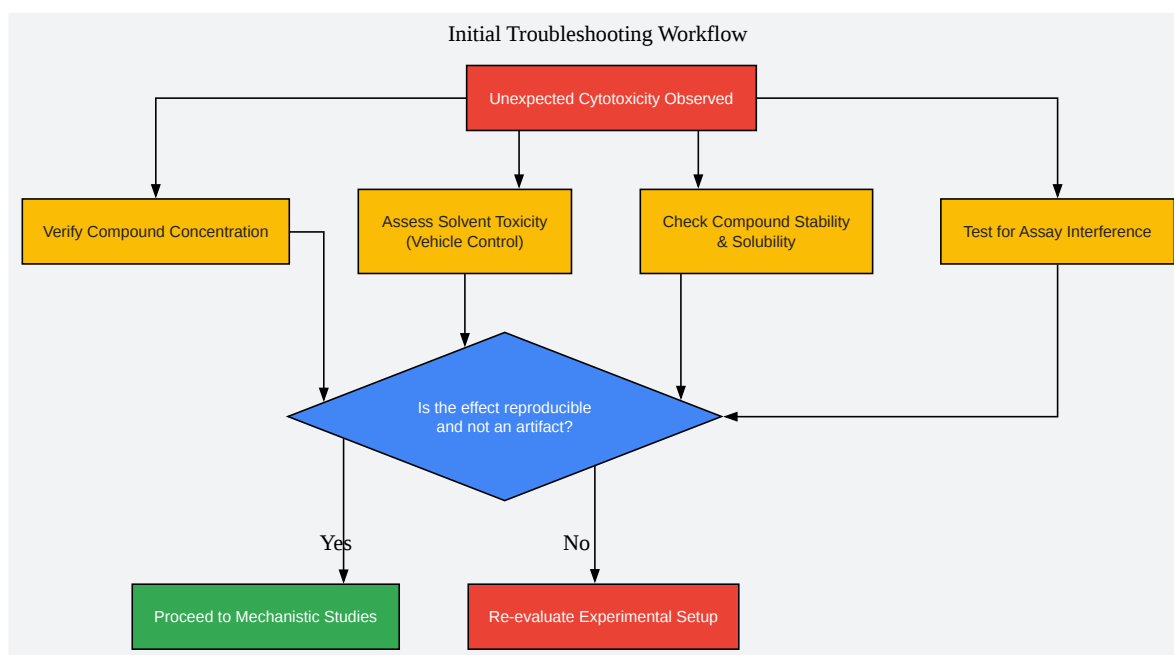 Initial Troubleshooting Workflow
Unexpected Cytotoxicity Observed
Verify Compound Concentration
Assess Solvent Toxicity
(Vehicle Control)
Check Compound Stability
& Solubility
Test for Assay Interference
Is the effect reproducible
and not an artifact?
Yes
No
Proceed to Mechanistic Studies
Re-evaluate Experimental Setup